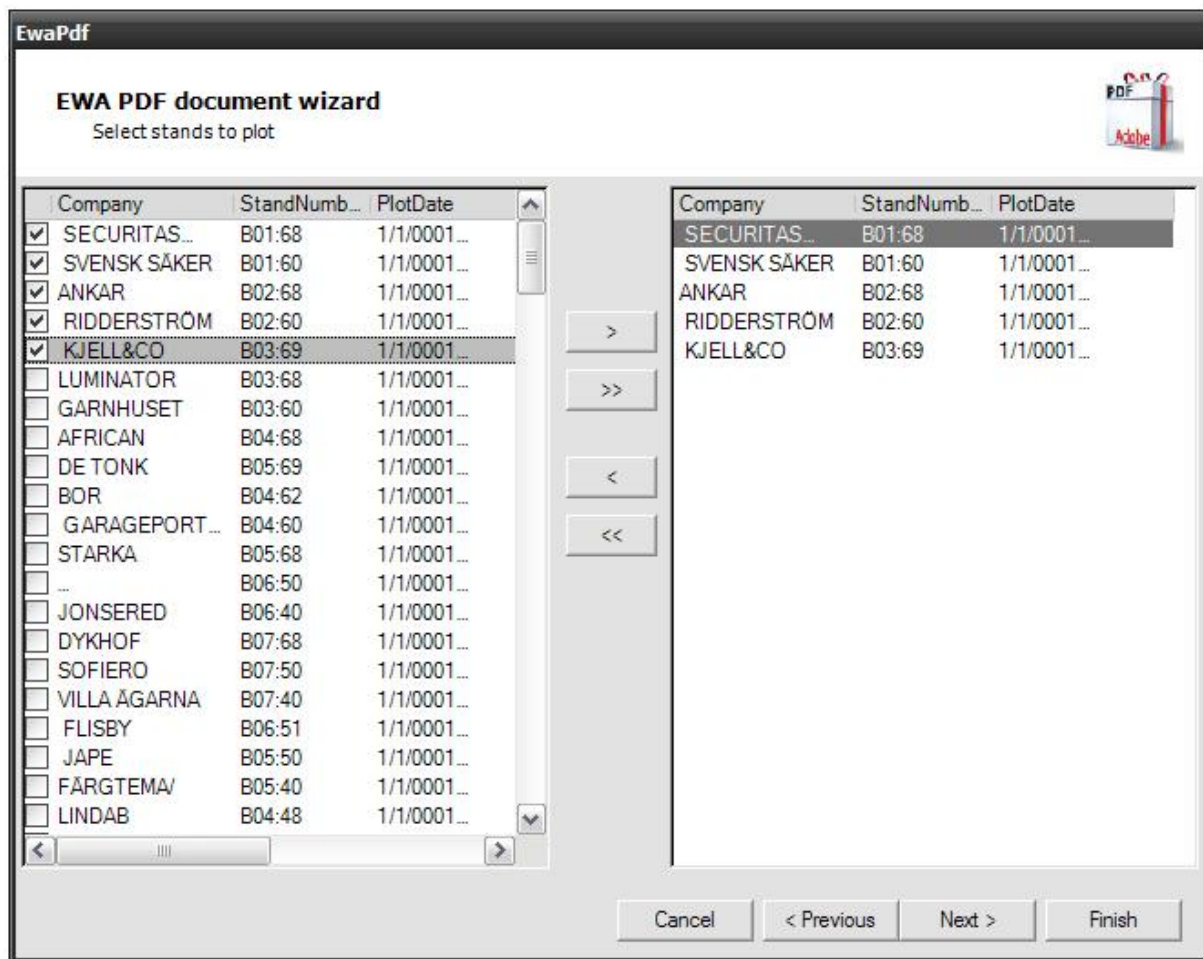 EwaPdf
EWA PDF document wizard
Select stands to plot
PDF
Adobe
Company StandNumb... PlotDate
SECURITAS... B01:68 1/1/0001...
SVENSK SÄKER B01:60 1/1/0001...
ANKAR B02:68 1/1/0001...
RIDDERSTRÖM B02:60 1/1/0001...
KJELL&CO B03:69 1/1/0001...
LUMINATOR B03:68 1/1/0001...
GARNHUSET B03:60 1/1/0001...
AFRICAN B04:68 1/1/0001...
DE TONK B05:69 1/1/0001...
BOR B04:62 1/1/0001...
GARAGEPORT... B04:60 1/1/0001...
STARKA B05:68 1/1/0001...
... B06:50 1/1/0001...
JONSERED B06:40 1/1/0001...
DYKHOF B07:68 1/1/0001...
SOFIERO B07:50 1/1/0001...
VILLA ÄGARNA B07:40 1/1/0001...
FLISBY B06:51 1/1/0001...
JAPE B05:50 1/1/0001...
FÄRGTEMA/ B05:40 1/1/0001...
LINDAB B04:48 1/1/0001...
>
>>
<
<<
Company StandNumb... PlotDate
SECURITAS... B01:68 1/1/0001...
SVENSK SÄKER B01:60 1/1/0001...
ANKAR B02:68 1/1/0001...
RIDDERSTRÖM B02:60 1/1/0001...
KJELL&CO B03:69 1/1/0001...
Cancel < Previous Next > Finish